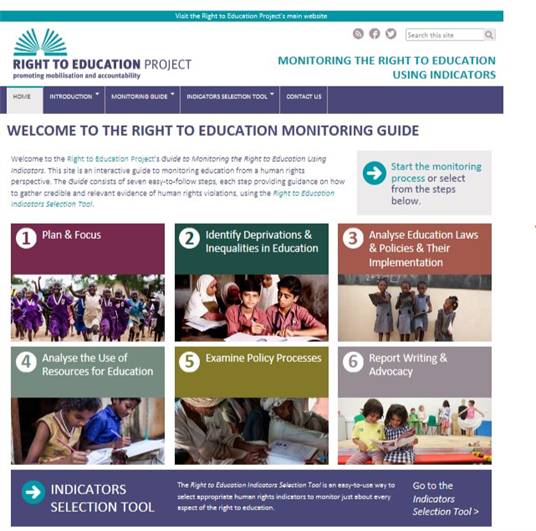 Visit the Right to Education Project's main website
Search this site
RIGHT TO EDUCATION PROJECT
promoting mobilisation and accountability
MONITORING THE RIGHT TO EDUCATION
USING INDICATORS
HOME
INTRODUCTION
MONITORING GUIDE
INDICATORS SELECTION TOOL
CONTACT US
WELCOME TO THE RIGHT TO EDUCATION MONITORING GUIDE
Welcome to the Right to Education Project's Guide to Monitoring the Right to Education Using
Indicators. This site is an interactive guide to monitoring education from a human rights
perspective. The Guide consists of seven easy-to-follow steps, each step providing guidance on how
to gather credible and relevant evidence of human rights violations, using the Right to Education
Indicators Selection Tool.
Start the monitoring
process or select
from the steps
below.
1 Plan & Focus
2 Identify Deprivations &
Inequalities in Education
3 Analyse Education Laws
& Policies & Their
Implementation
4 Analyse the Use of
Resources for Education
5 Examine Policy Processes
6 Report Writing &
Advocacy
INDICATORS
SELECTION TOOL
The Right to Education Indicators Selection Tool is an easy-to-use way to
select appropriate human rights indicators to monitor just about every
aspect of the right to education.
Go to the
Indicators
Selection Tool >